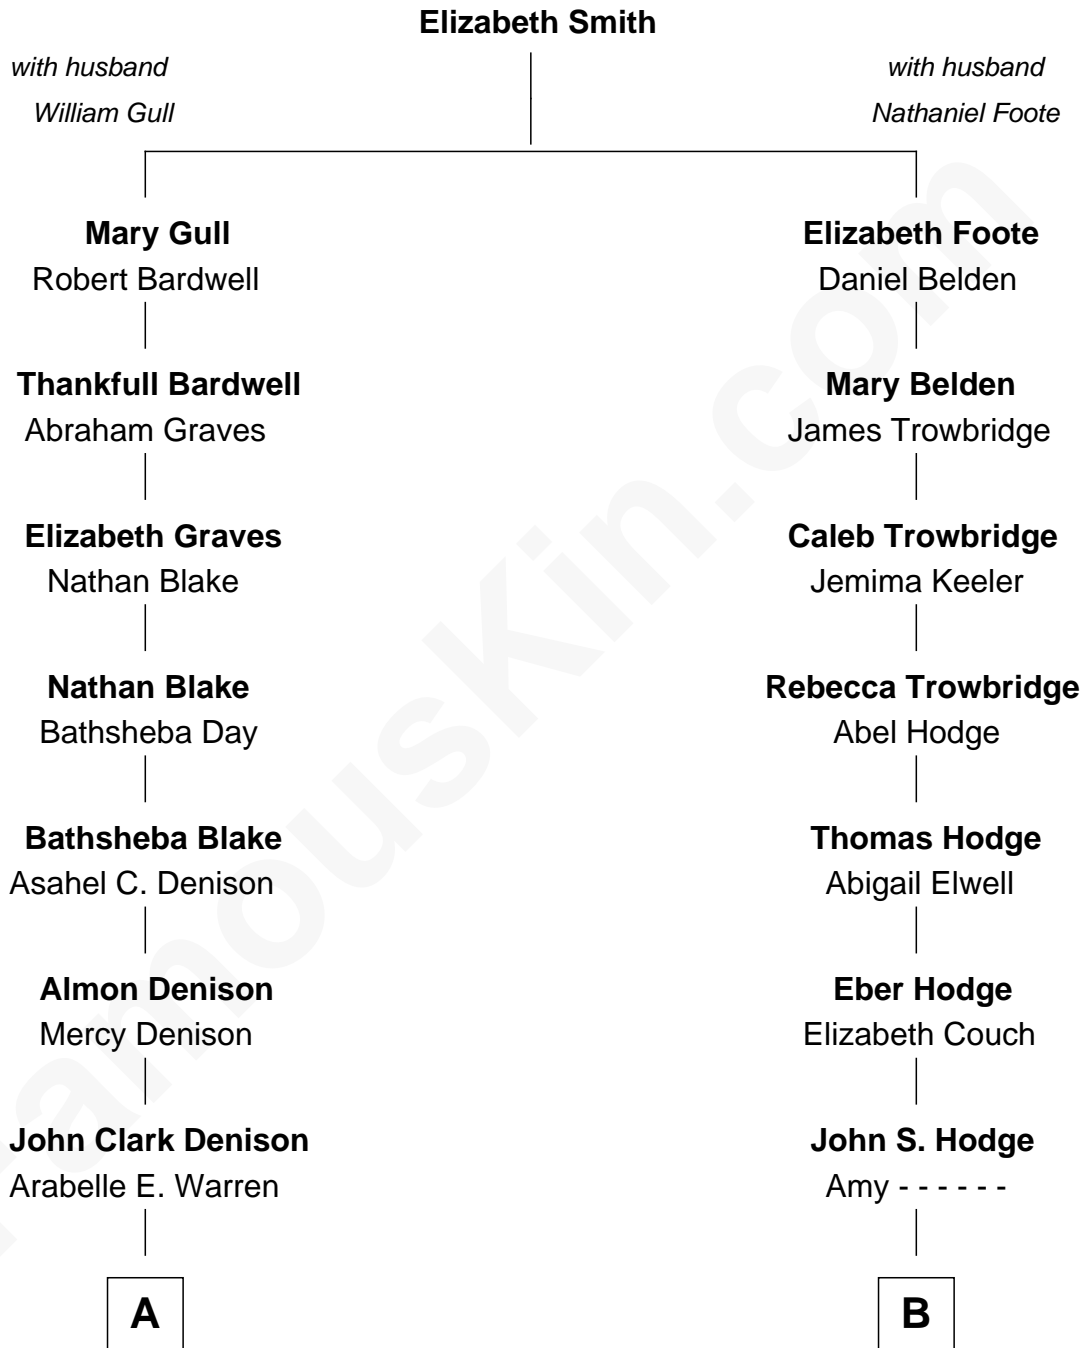 Elizabeth Smith
with husband
William Gull
with husband
Nathaniel Foote
Mary Gull
Robert Bardwell
Elizabeth Foote
Daniel Belden
Thankfull Bardwell
Abraham Graves
Mary Belden
James Trowbridge
Elizabeth Graves
Nathan Blake
Caleb Trowbridge
Jemima Keeler
Nathan Blake
Bathsheba Day
Rebecca Trowbridge
Abel Hodge
Bathsheba Blake
Asahel C. Denison
Thomas Hodge
Abigail Elwell
Almon Denison
Mercy Denison
Eber Hodge
Elizabeth Couch
John Clark Denison
Arabelle E. Warren
John S. Hodge
Amy - - - - - -
A
B
FamousKin.com